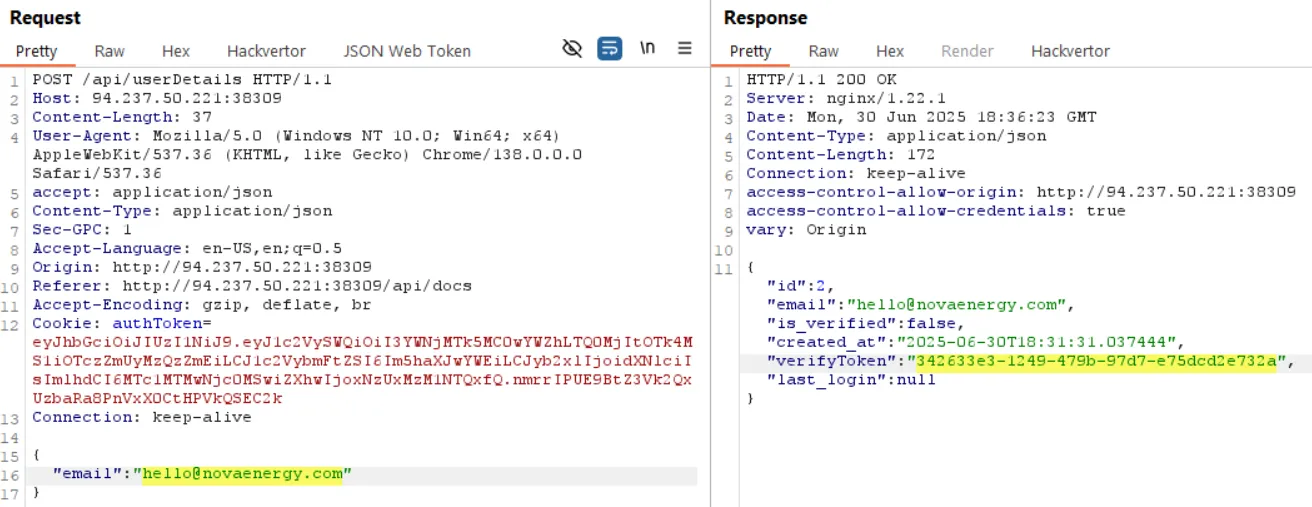 Request
Pretty Raw Hex Hackvertor JSON Web Token \n
1 POST /api/userDetails HTTP/1.1
2 Host: 94.237.50.221:38309
3 Content-Length: 37
4 User-Agent: Mozilla/5.0 (Windows NT 10.0; Win64; x64)
AppleWebKit/537.36 (KHTML, like Gecko) Chrome/138.0.0.0
Safari/537.36
5 accept: application/json
6 Content-Type: application/json
7 Sec-GPC: 1
8 Accept-Language: en-US,en;q=0.5
9 Origin: http://94.237.50.221:38309
10 Referer: http://94.237.50.221:38309/api/docs
11 Accept-Encoding: gzip, deflate, br
12 Cookie: authToken=
13 Connection: keep-alive
14
15 {
16 "email":"hello@novaenergy.com"
17 }
Response
Pretty Raw Hex Render Hackvertor
1 HTTP/1.1 200 OK
2 Server: nginx/1.22.1
3 Date: Mon, 30 Jun 2025 18:36:23 GMT
4 Content-Type: application/json
5 Content-Length: 172
6 Connection: keep-alive
7 access-control-allow-origin: http://94.237.50.221:38309
8 access-control-allow-credentials: true
9 vary: Origin
10
11 {
"id":2,
"email":"hello@novaenergy.com",
"is_verified":false,
"created_at":"2025-06-30T18:31:31.037444",
"verifyToken":"342633e3-1249-479b-97d7-e75dcd2e732a",
"last_login":null
}